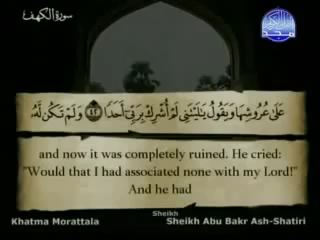 سورة الكهف
مجد
عَلَىٰ عُرُوشِهَا وَيَقُولُ يَـٰلَيْتَنِى لَمْ أُشْرِكْ بِرَبِّىٓ أَحَدًا ٤٢ وَلَمْ تَكُن لَّهُۥ
and now it was completely ruined. He cried:
"Would that I had associated none with my Lord!"
And he had
Sheikh
Khatma Morattala
Sheikh Abu Bakr Ash-Shatiri